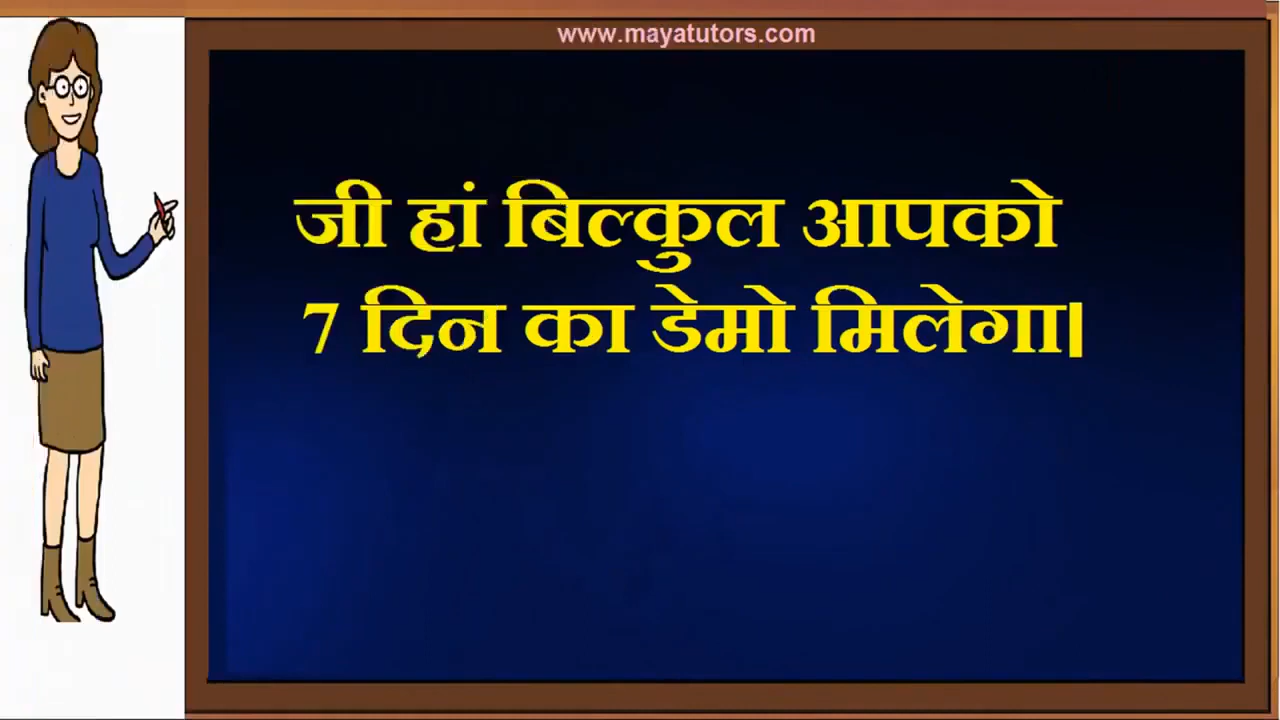 www.mayatutors.com
जी हां बिल्कुल आपको
7 दिन का डेमो मिलेगा।